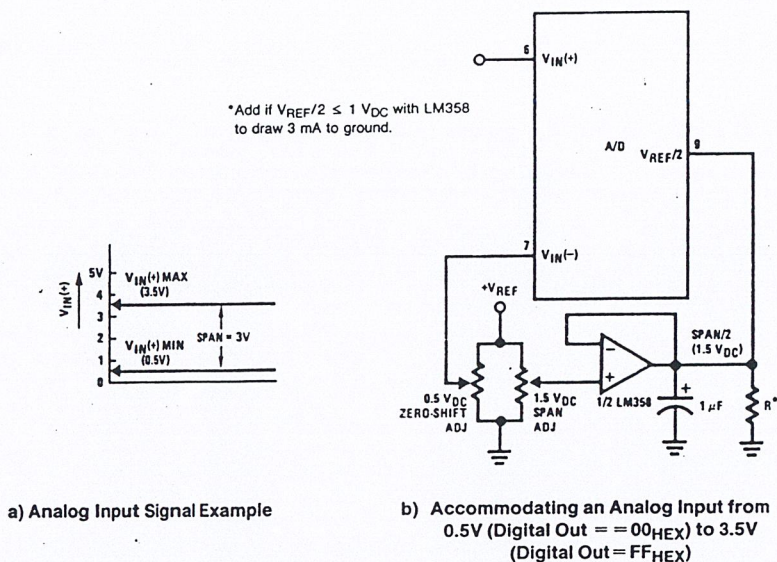 *Add if VREF/2 ≤ 1 VDC with LM358
to draw 3 mA to ground.
6
VIN(+)
A/D
9
VREF/2
7
VIN(−)
+VREF
0.5 VDC
ZERO-SHIFT
ADJ
1.5 VDC
SPAN
ADJ
−
+
1/2 LM358
SPAN/2
(1.5 VDC)
+
1 µF
R*
VIN(+)
5V
4
3
2
1
0
VIN(+) MAX
(3.5V)
SPAN = 3V
VIN(+) MIN
(0.5V)
a) Analog Input Signal Example
b) Accommodating an Analog Input from
0.5V (Digital Out = =00HEX) to 3.5V
(Digital Out=FFHEX)